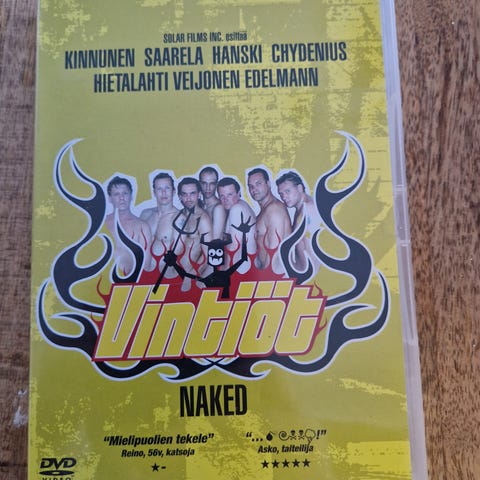 SOLAR FILMS INC. esittää
KINNUNEN SAARELA HANSKI CHYDENIUS
HIETALAHTI VEIJONEN EDELMANN
Vintiöt
NAKED
"Mielipuolien tekele"
Reino, 56v, katsoja
★-
"...💣@☠!"
Asko, taiteilija
★★★★★
DVD
VIDEO